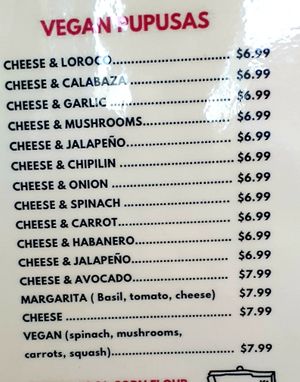 VEGAN PUPUSAS
CHEESE & LOROCO............................ $6.99
CHEESE & CALABAZA......................... $6.99
CHEESE & GARLIC ............................. $6.99
CHEESE & MUSHROOMS.................... $6.99
CHEESE & JALAPEÑO......................... $6.99
CHEESE & CHIPILIN ............................ $6.99
CHEESE & ONION .............................. $6.99
CHEESE & SPINACH ........................... $6.99
CHEESE & CARROT............................ $6.99
CHEESE & HABANERO........................ $6.99
CHEESE & JALAPEÑO......................... $6.99
CHEESE & AVOCADO......................... $7.99
MARGARITA ( Basil, tomato, cheese) $7.99
CHEESE ............................................ $7.99
VEGAN (spinach, mushrooms,
carrots, squash)............................... $7.99
CORN FLOUR